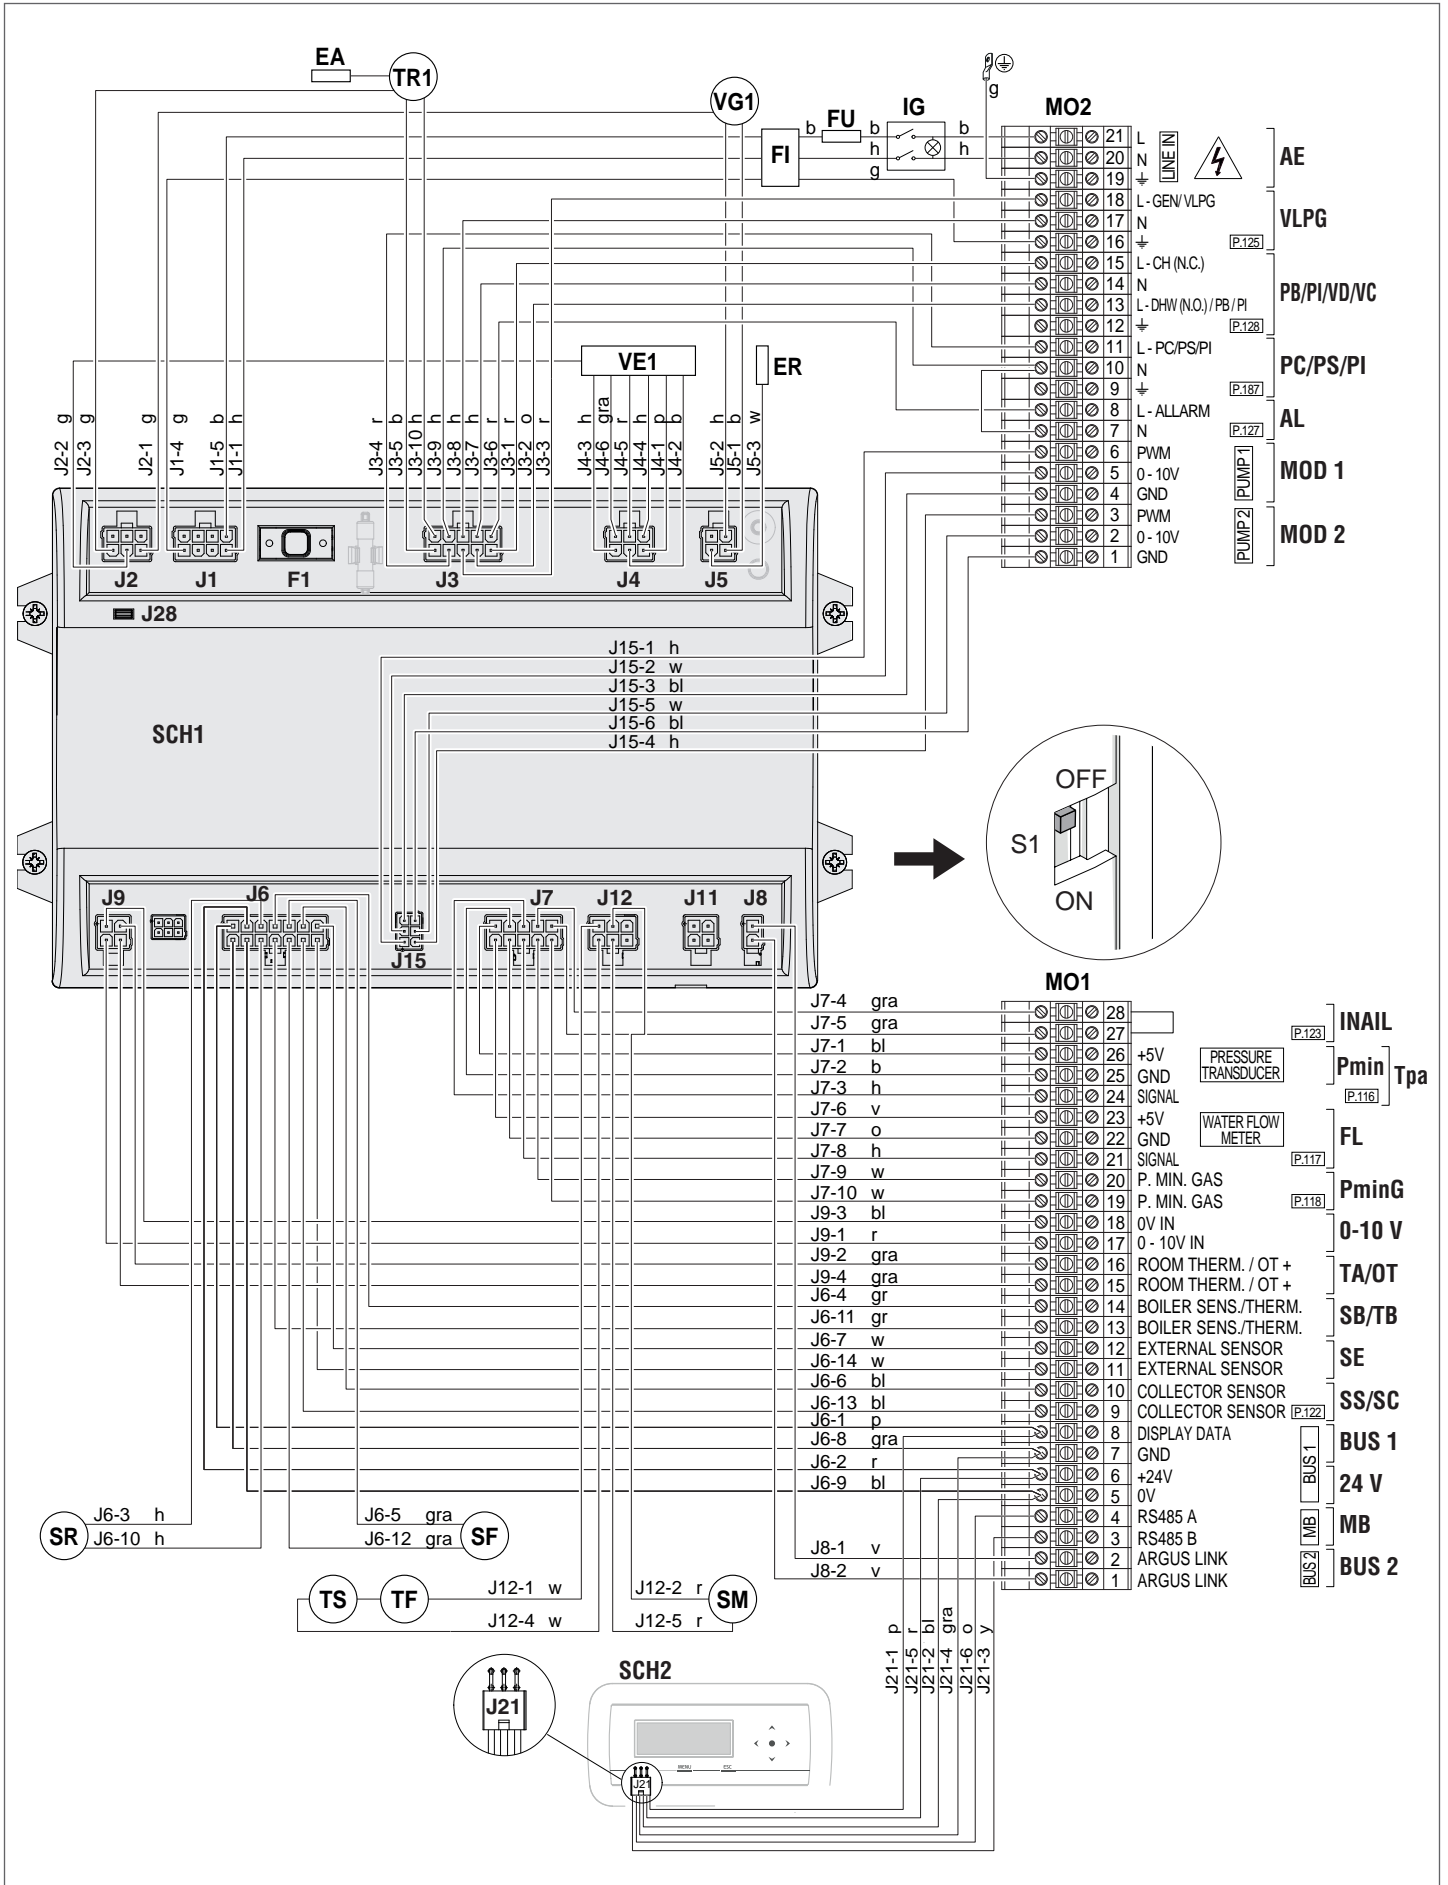 EA
TR1
VG1
FU
IG
FI
b
b
b
h
h
g
g
MO2
21 L
20 N
19
LINE IN
AE
18 L - GEN/ VLPG
17 N
16
P.125
VLPG
15 L - CH (N.C.)
14 N
13 L - DHW (N.O.) / PB / PI
12
P.128
PB/PI/VD/VC
11 L - PC/PS/PI
10 N
9
P.187
PC/PS/PI
8 L - ALLARM
7 N
P.127
AL
6 PWM
5 0 - 10V
4 GND
PUMP 1
MOD 1
3 PWM
2 0 - 10V
1 GND
PUMP 2
MOD 2
VE1
ER
J2-2 g
J2-3 g
J2-1 g
J1-4 g
J1-5 b
J1-1 h
J3-4 r
J3-5 b
J3-10 h
J3-9 h
J3-8 h
J3-7 h
J3-6 r
J3-1 r
J3-2 o
J3-3 r
J4-3 h
J4-6 gra
J4-5 r
J4-4 h
J4-1 p
J4-2 b
J5-2 h
J5-1 b
J5-3 w
J2
J1
F1
J3
J4
J5
J28
J15-1 h
J15-2 w
J15-3 bl
J15-5 w
J15-6 bl
J15-4 h
SCH1
OFF
S1
ON
J9
J6
J15
J7
J12
J11
J8
MO1
J7-4 gra 28
J7-5 gra 27
P.123
INAIL
J7-1 bl 26 +5V
J7-2 b 25 GND
J7-3 h 24 SIGNAL
PRESSURE
TRANSDUCER
Pmin
Tpa
P.116
J7-6 v 23 +5V
J7-7 o 22 GND
J7-8 h 21 SIGNAL
WATER FLOW
METER
FL
P.117
J7-9 w 20 P. MIN. GAS
J7-10 w 19 P. MIN. GAS
P.118
PminG
J9-3 bl 18 0V IN
J9-1 r 17 0 - 10V IN
0-10 V
J9-2 gra 16 ROOM THERM. / OT +
J9-4 gra 15 ROOM THERM. / OT +
TA/OT
J6-4 gr 14 BOILER SENS./THERM.
J6-11 gr 13 BOILER SENS./THERM.
SB/TB
J6-7 w 12 EXTERNAL SENSOR
J6-14 w 11 EXTERNAL SENSOR
SE
J6-6 bl 10 COLLECTOR SENSOR
J6-13 bl 9 COLLECTOR SENSOR
P.122
SS/SC
J6-1 p 8 DISPLAY DATA
J6-8 gra 7 GND
BUS 1
BUS 1
J6-2 r 6 +24V
J6-9 bl 5 0V
24 V
4 RS485 A
3 RS485 B
MB
MB
J8-1 v 2 ARGUS LINK
J8-2 v 1 ARGUS LINK
BUS 2
BUS 2
SR
J6-3 h
J6-10 h
J6-5 gra
J6-12 gra
SF
TS
TF
J12-1 w
J12-4 w
J12-2 r
J12-5 r
SM
J21-1 p
J21-5 r
J21-2 bl
J21-4 gra
J21-6 o
J21-3 y
SCH2
J21
MENU
ESC
J21